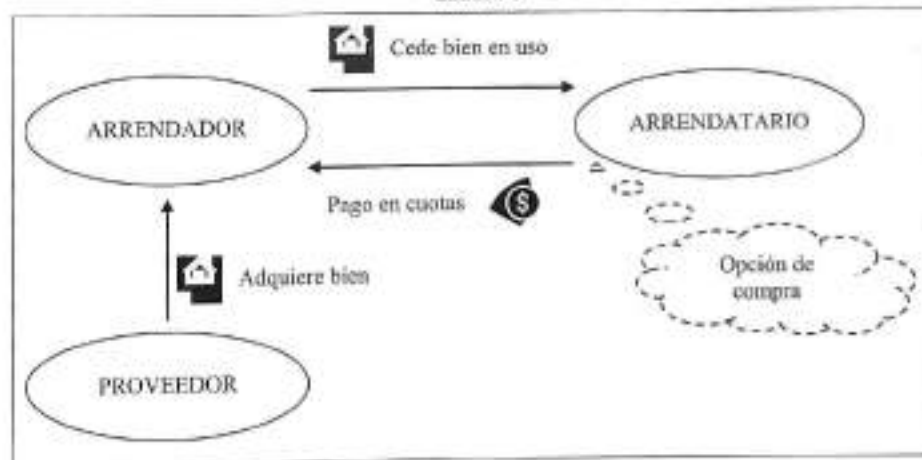 Cede bien en uso
ARRENDADOR
ARRENDATARIO
Pago en cuotas
$
Adquiere bien
Opción de
compra
PROVEEDOR